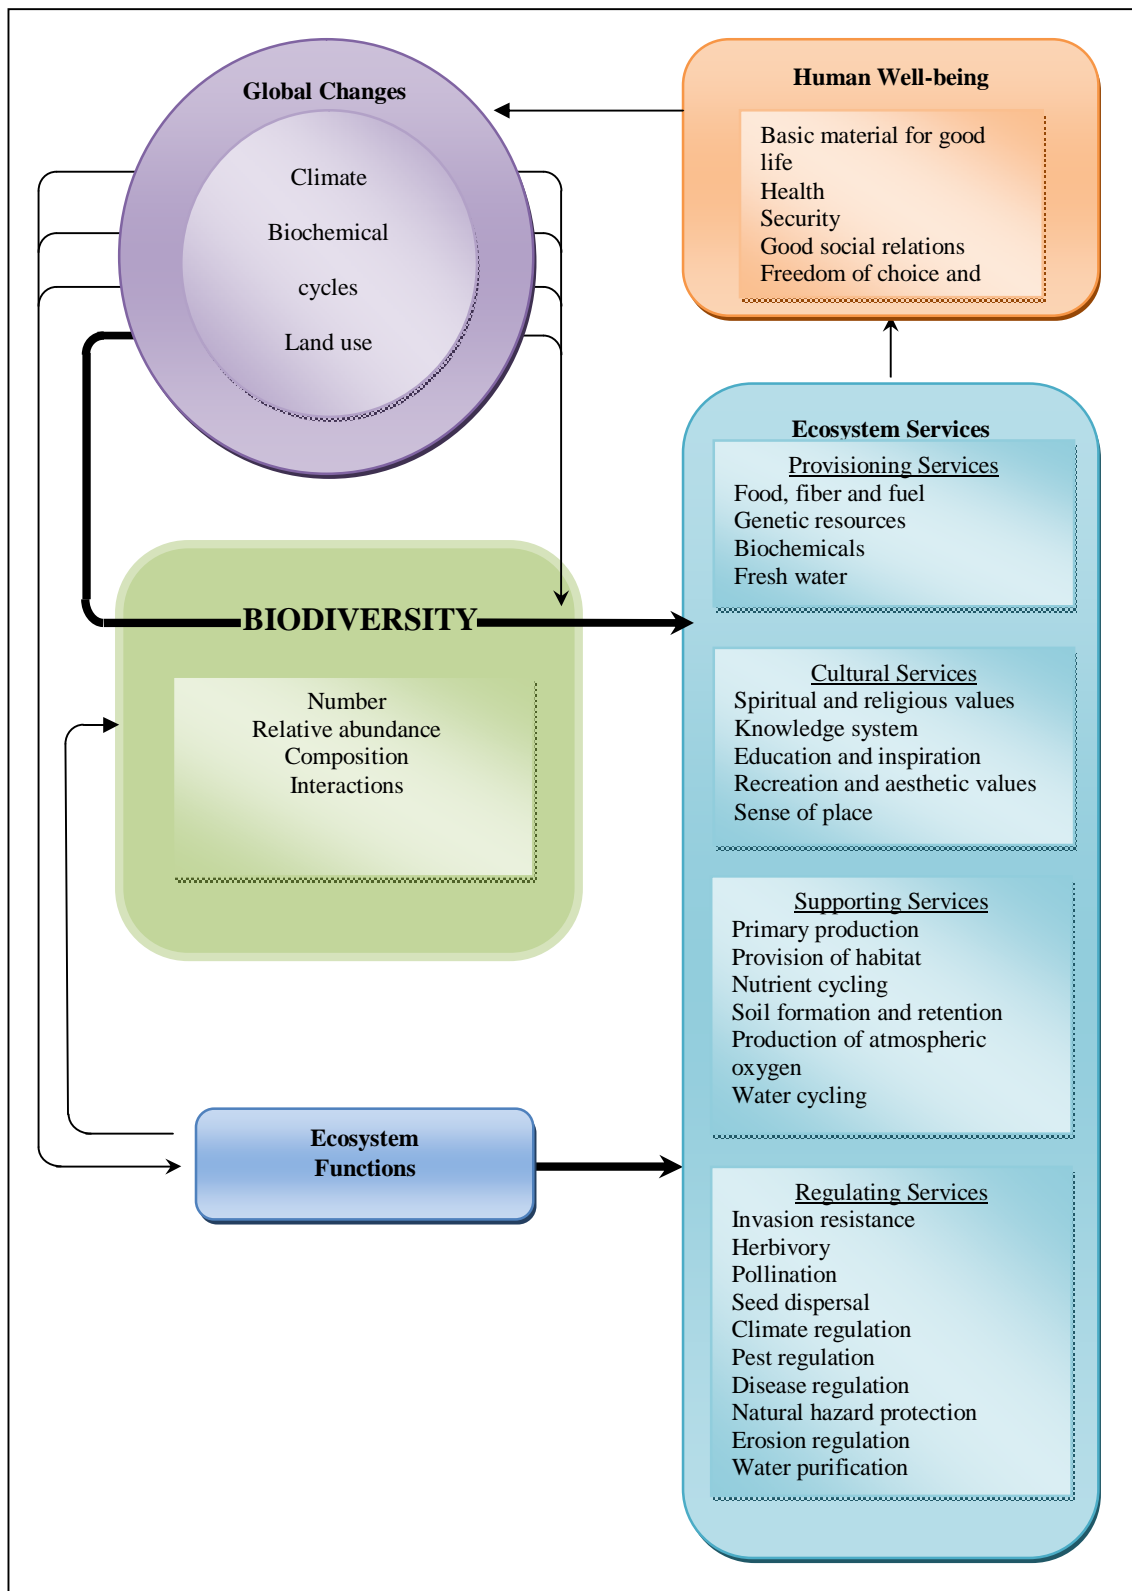 Global Changes
Climate
Biochemical
cycles
Land use
Human Well-being
Basic material for good
life
Health
Security
Good social relations
Freedom of choice and
BIODIVERSITY
Number
Relative abundance
Composition
Interactions
Ecosystem
Functions
Ecosystem Services
Provisioning Services
Food, fiber and fuel
Genetic resources
Biochemicals
Fresh water
Cultural Services
Spiritual and religious values
Knowledge system
Education and inspiration
Recreation and aesthetic values
Sense of place
Supporting Services
Primary production
Provision of habitat
Nutrient cycling
Soil formation and retention
Production of atmospheric
oxygen
Water cycling
Regulating Services
Invasion resistance
Herbivory
Pollination
Seed dispersal
Climate regulation
Pest regulation
Disease regulation
Natural hazard protection
Erosion regulation
Water purification